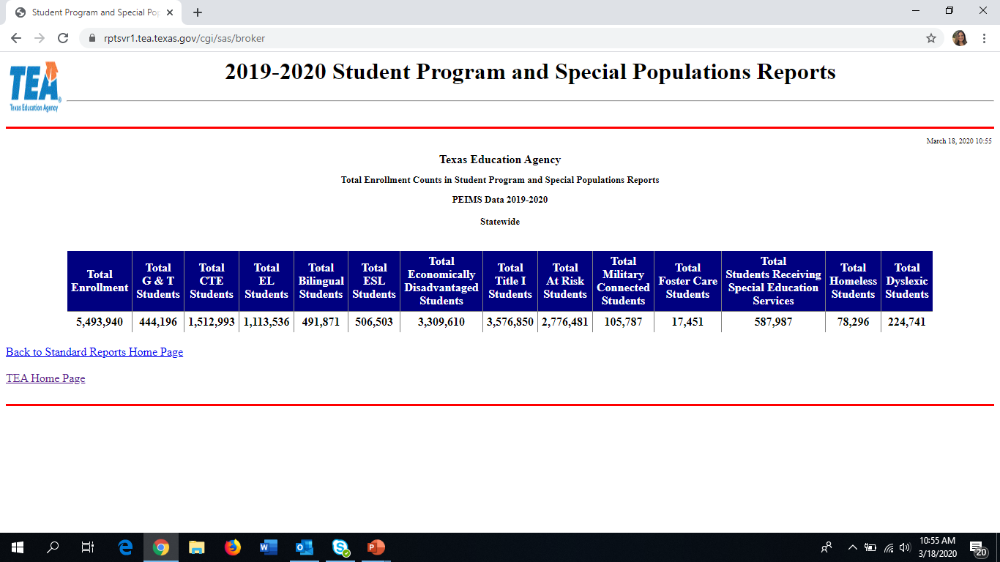 Student Program and Special Pop
rptsvr1.tea.texas.gov/cgi/sas/broker
TEA
Texas Education Agency
2019-2020 Student Program and Special Populations Reports
March 18, 2020 10:55
Texas Education Agency
Total Enrollment Counts in Student Program and Special Populations Reports
PEIMS Data 2019-2020
Statewide
Total Enrollment
Total G & T Students
Total CTE Students
Total EL Students
Total Bilingual Students
Total ESL Students
Total Economically Disadvantaged Students
Total Title I Students
Total At Risk Students
Total Military Connected Students
Total Foster Care Students
Total Students Receiving Special Education Services
Total Homeless Students
Total Dyslexic Students
5,493,940 444,196 1,512,993 1,113,536 491,871 506,503 3,309,610 3,576,850 2,776,481 105,787 17,451 587,987 78,296 224,741
Back to Standard Reports Home Page
TEA Home Page
10:55 AM
3/18/2020
20